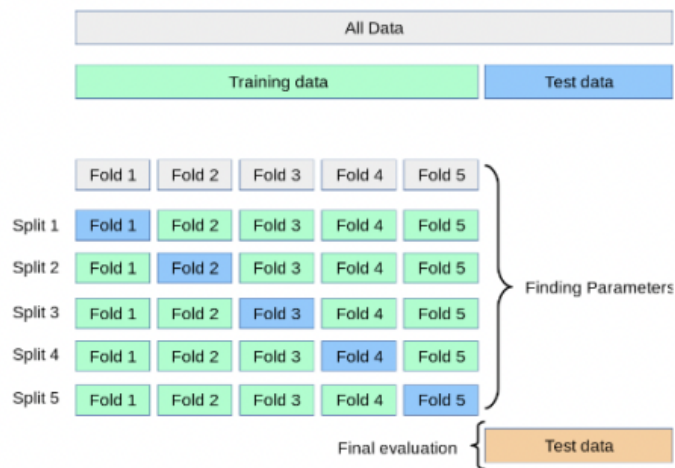 All Data
Training data Test data
Fold 1 Fold 2 Fold 3 Fold 4 Fold 5
Split 1 Fold 1 Fold 2 Fold 3 Fold 4 Fold 5
Split 2 Fold 1 Fold 2 Fold 3 Fold 4 Fold 5
Finding Parameters
Split 3 Fold 1 Fold 2 Fold 3 Fold 4 Fold 5
Split 4 Fold 1 Fold 2 Fold 3 Fold 4 Fold 5
Split 5 Fold 1 Fold 2 Fold 3 Fold 4 Fold 5
Final evaluation Test data